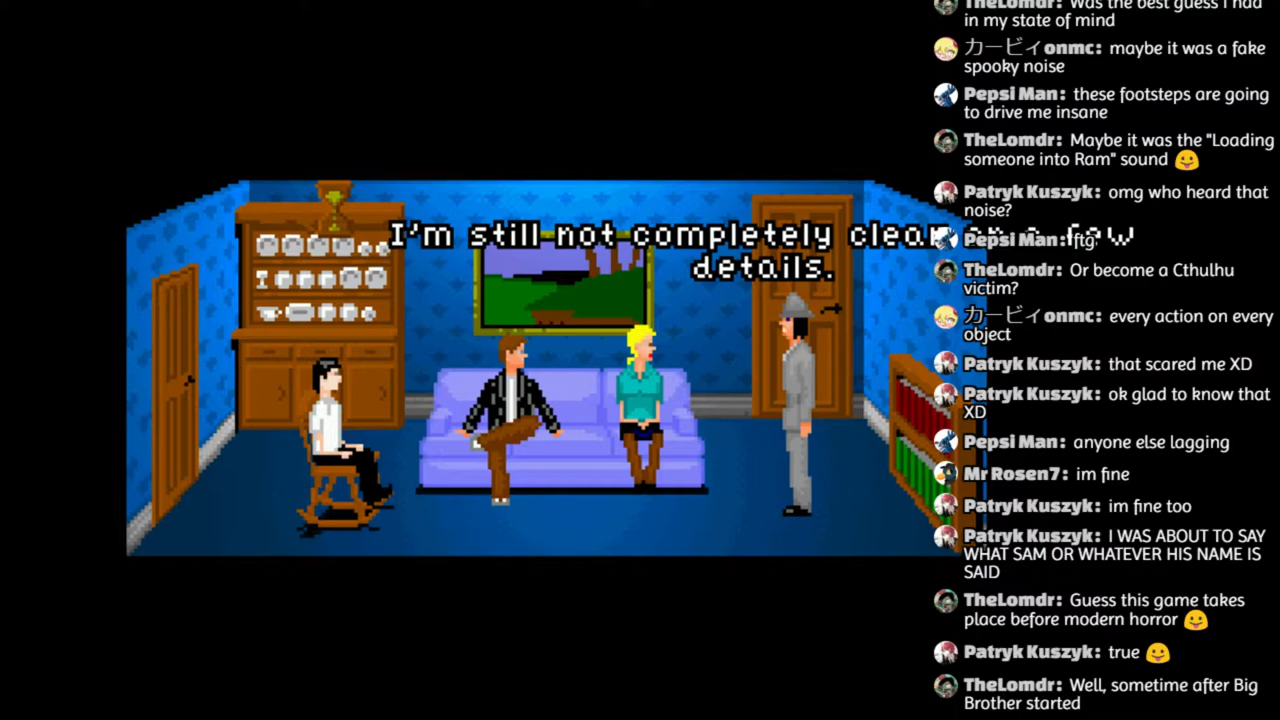 I'm still not completely clear on a few
details.
TheLomdr: Was the best guess I had
in my state of mind
カービィonmc: maybe it was a fake
spooky noise
Pepsi Man: these footsteps are going
to drive me insane
TheLomdr: Maybe it was the "Loading
someone into Ram" sound
Patryk Kuszyk: omg who heard that
noise?
Pepsi Man: ftg
TheLomdr: Or become a Cthulhu
victim?
カービィonmc: every action on every
object
Patryk Kuszyk: that scared me XD
Patryk Kuszyk: ok glad to know that
XD
Pepsi Man: anyone else lagging
Mr Rosen7: im fine
Patryk Kuszyk: im fine too
Patryk Kuszyk: I WAS ABOUT TO SAY
WHAT SAM OR WHATEVER HIS NAME IS
SAID
TheLomdr: Guess this game takes
place before modern horror
Patryk Kuszyk: true
TheLomdr: Well, sometime after Big
Brother started